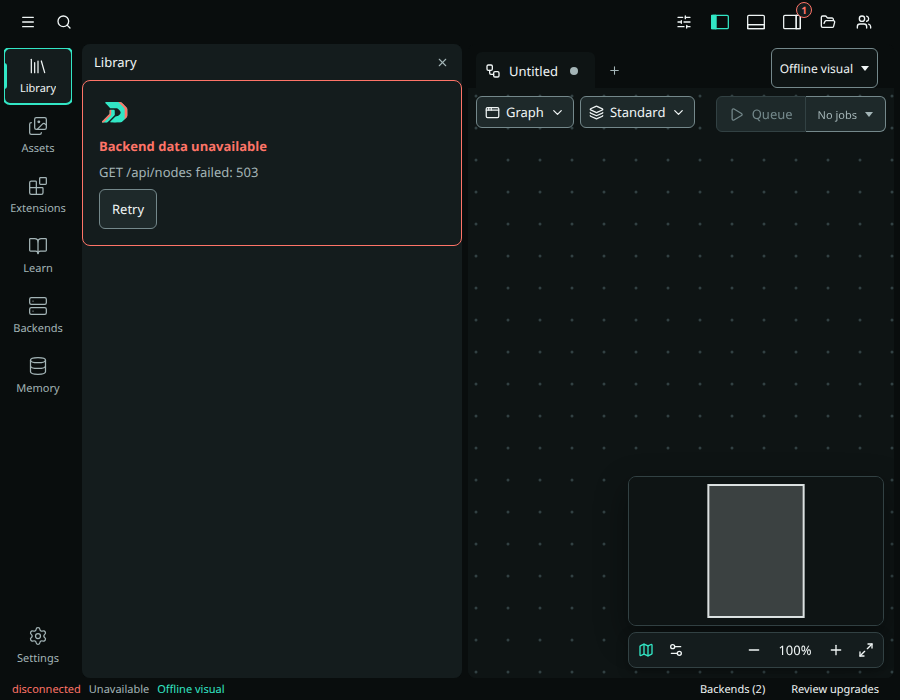 1
Library
Assets
Extensions
Learn
Backends
Memory
Settings
Library
Backend data unavailable
GET /api/nodes failed: 503
Retry
Untitled
Offline visual
Graph
Standard
Queue
No jobs
100%
disconnected Unavailable Offline visual
Backends (2) Review upgrades